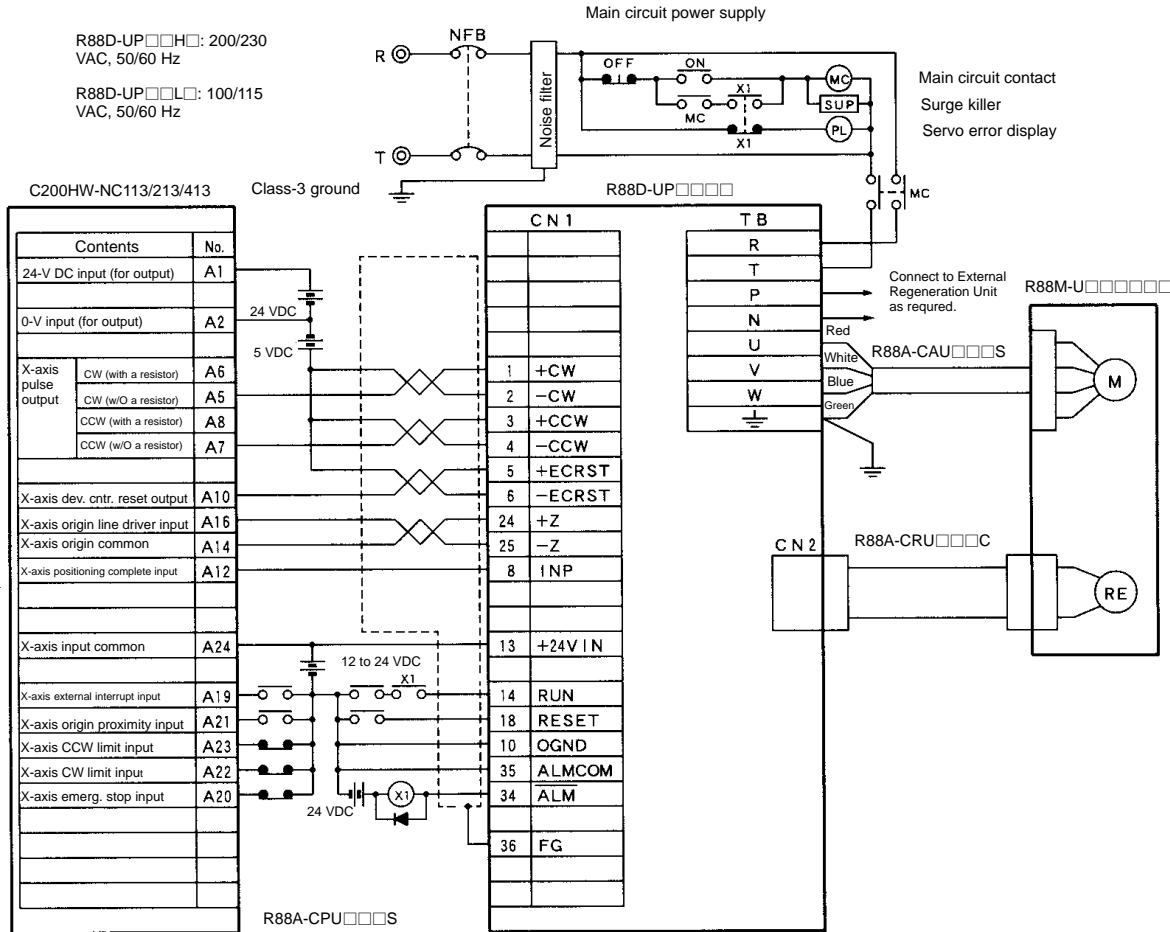 Main circuit power supply
R88D-UP□□H□: 200/230
VAC, 50/60 Hz
R88D-UP□□L□: 100/115
VAC, 50/60 Hz
NFB
R
T
Noise filter
OFF
ON
MC
X1
MC
SUP
PL
X1
Main circuit contact
Surge killer
Servo error display
MC
C200HW-NC113/213/413
Class-3 ground
R88D-UP□□□□
Contents No.
24-V DC input (for output) A1
0-V input (for output) A2
X-axis
pulse
output
CW (with a resistor) A6
CW (w/O a resistor) A5
CCW (with a resistor) A8
CCW (w/O a resistor) A7
X-axis dev. cntr. reset output A10
X-axis origin line driver input A16
X-axis origin common A14
X-axis positioning complete input A12
X-axis input common A24
X-axis external interrupt input A19
X-axis origin proximity input A21
X-axis CCW limit input A23
X-axis CW limit input A22
X-axis emerg. stop input A20
24 VDC
5 VDC
12 to 24 VDC
X1
24 VDC
X1
R88A-CPU□□□S
CN1
1 +CW
2 -CW
3 +CCW
4 -CCW
5 +ECRST
6 -ECRST
24 +Z
25 -Z
8 INP
13 +24VIN
14 RUN
18 RESET
10 OGND
35 ALMCOM
34 ALM
36 FG
TB
R
T
P
N
U
V
W
Connect to External
Regeneration Unit
as requred.
Red
White
Blue
Green
R88A-CAU□□□S
R88M-U□□□□□□
M
CN2
R88A-CRU□□□C
RE